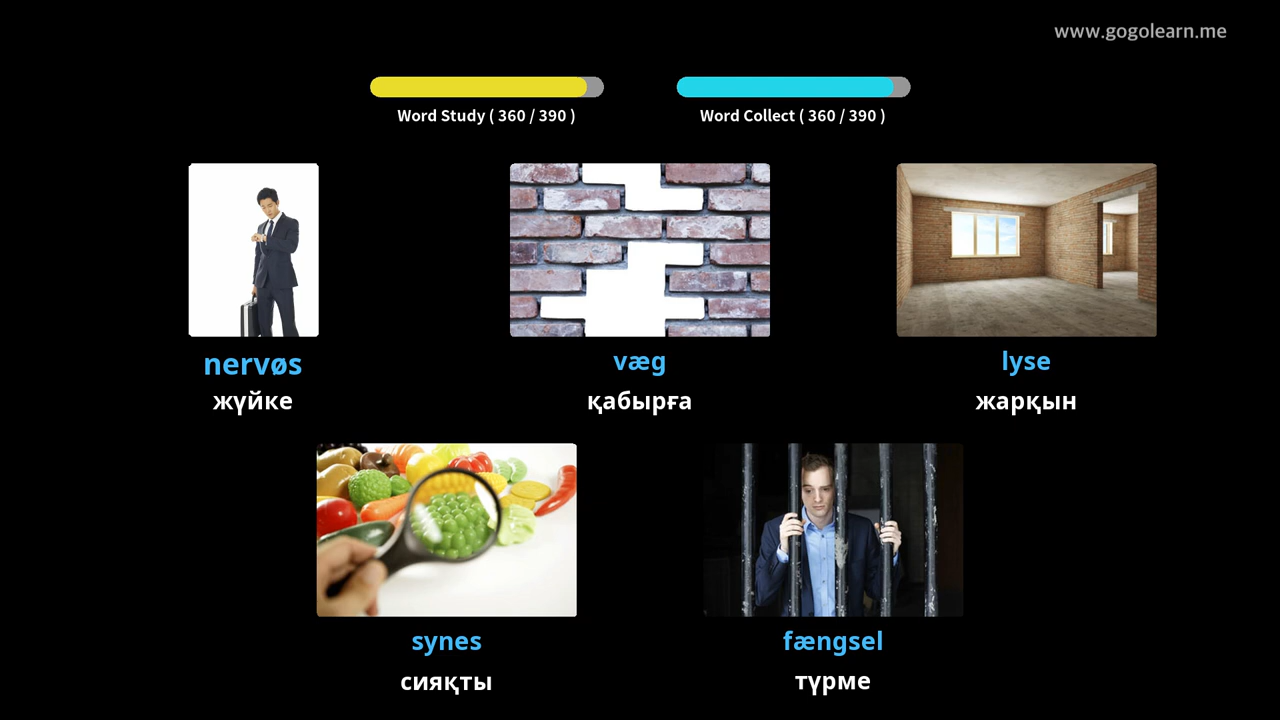 www.gogolearn.me
Word Study ( 360 / 390 )
Word Collect ( 360 / 390 )
nervøs
væg
lyse
жүйке
қабырға
жарқын
synes
fængsel
сияқты
түрме